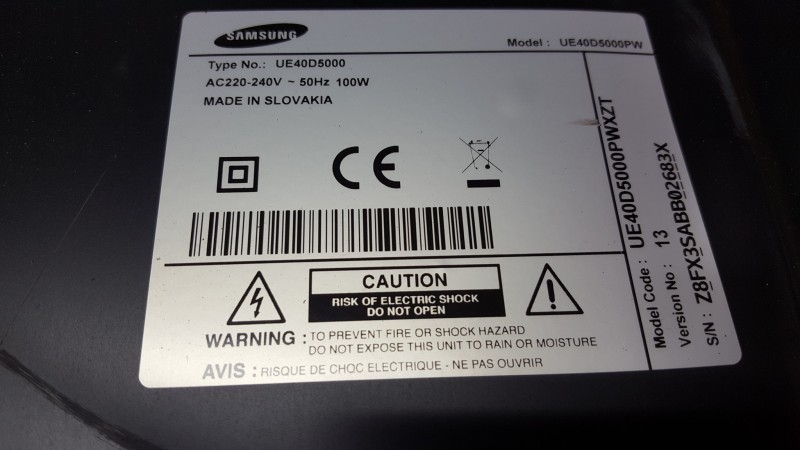 SAMSUNG
Model : UE40D5000PW
Type No.: UE40D5000
AC220-240V ~ 50Hz 100W
MADE IN SLOVAKIA
CE
CAUTION
RISK OF ELECTRIC SHOCK
DO NOT OPEN
WARNING : TO PREVENT FIRE OR SHOCK HAZARD
DO NOT EXPOSE THIS UNIT TO RAIN OR MOISTURE
AVIS : RISQUE DE CHOC ELECTRIQUE - NE PAS OUVRIR
Model Code : UE40D5000PWXZT
Version No : 13
S/N : Z8FX3SABB02683X